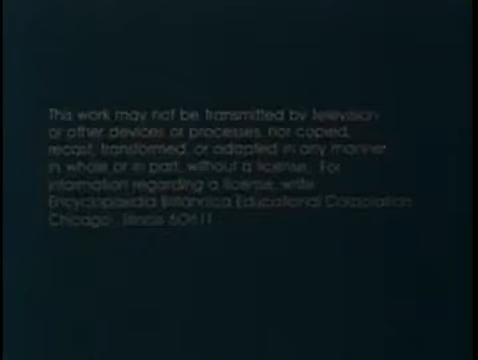 This work may not be transmitted by television
or other devices or processes, nor copied,
recast, transformed, or adapted in any manner
in whole or in part, without a license. For
information regarding a license, write
Encyclopaedia Britannica Educational Corporation
Chicago, Illinois 60611